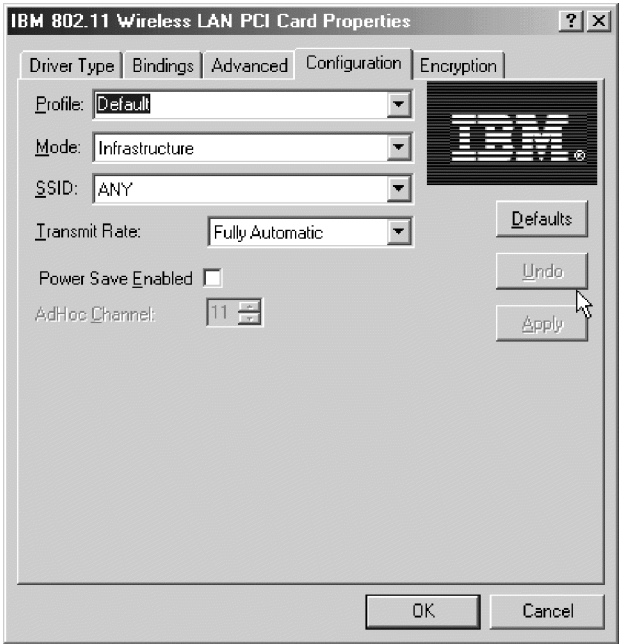 IBM 802.11 Wireless LAN PCI Card Properties
Driver Type Bindings Advanced Configuration Encryption
Profile: Default
IBM®
Mode: Infrastructure
SSID: ANY
Transmit Rate: Fully Automatic
Defaults
Power Save Enabled
Undo
AdHoc Channel: 11
Apply
OK Cancel